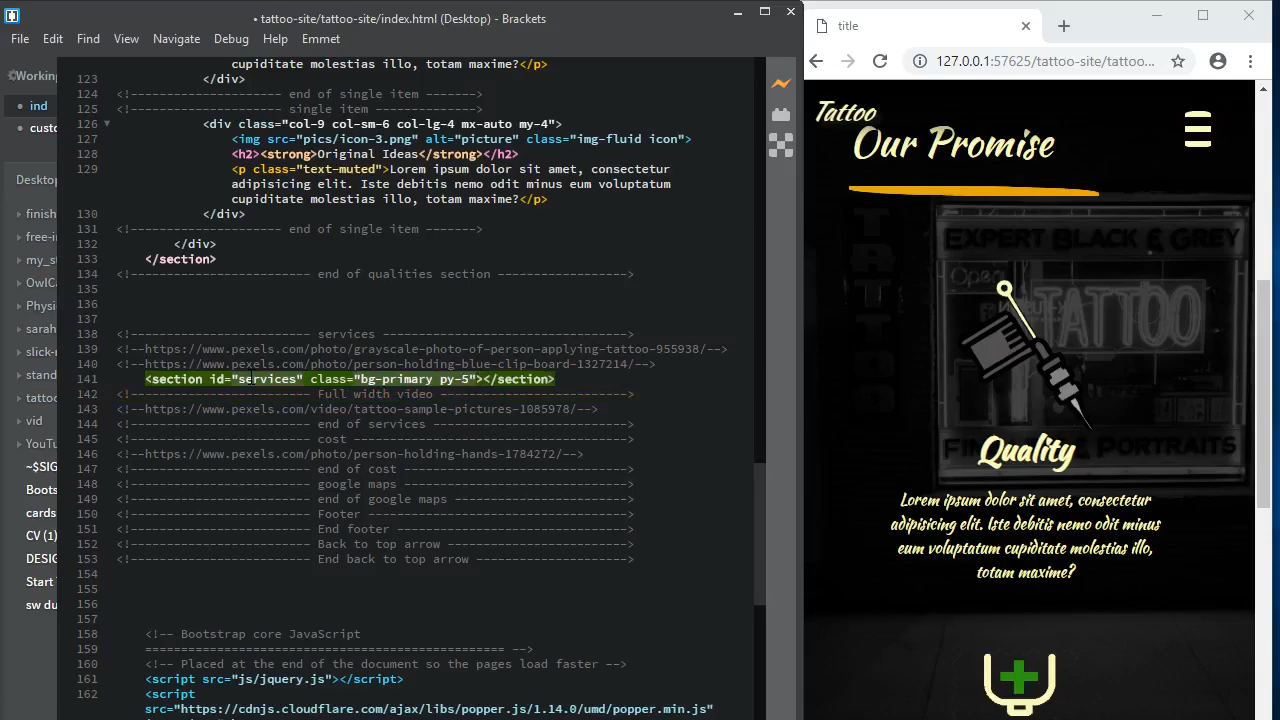 • tattoo-site/tattoo-site/index.html (Desktop) - Brackets
File Edit Find View Navigate Debug Help Emmet
Working
ind
custo
Desktop
finish
free-in
my_st
OwlCa
Physi
sarah
slick-r
stand
tattoo
vid
YouTu
~$SIG
Boots
cards
CV (1)
DESIG
Start
sw du
cupiditate molestias illo, totam maxime?</p>
123 </div>
124 <!--------------------- end of single item ------->
125 <!--------------------- single item -------------->
126 <div class="col-9 col-sm-6 col-lg-4 mx-auto my-4">
127 <img src="pics/icon-3.png" alt="picture" class="img-fluid icon">
128 <h2><strong>Original Ideas</strong></h2>
129 <p class="text-muted">Lorem ipsum dolor sit amet, consectetur
adipisicing elit. Iste debitis nemo odit minus eum voluptatum
cupiditate molestias illo, totam maxime?</p>
130 </div>
131 <!--------------------- end of single item ------->
132 </div>
133 </section>
134 <!------------------------- end of qualities section ------------------>
135
136
137
138 <!------------------------- services ---------------------------------->
139 <!--https://www.pexels.com/photo/grayscale-photo-of-person-applying-tattoo-955938/-->
140 <!--https://www.pexels.com/photo/person-holding-blue-clip-board-1327214/-->
141 <section id="services" class="bg-primary py-5"></section>
142 <!------------------------- Full width video -------------------------->
143 <!--https://www.pexels.com/video/tattoo-sample-pictures-1085978/-->
144 <!------------------------- end of services --------------------------->
145 <!------------------------- cost -------------------------------------->
146 <!--https://www.pexels.com/photo/person-holding-hands-1784272/-->
147 <!------------------------- end of cost ------------------------------->
148 <!------------------------- google maps ------------------------------->
149 <!------------------------- end of google maps ------------------------>
150 <!------------------------- Footer ------------------------------------>
151 <!------------------------- End footer -------------------------------->
152 <!------------------------- Back to top arrow ------------------------->
153 <!------------------------- End back to top arrow --------------------->
154
155
156
157
158 <!-- Bootstrap core JavaScript
159 ================================================== -->
160 <!-- Placed at the end of the document so the pages load faster -->
161 <script src="js/jquery.js"></script>
162 <script
src="https://cdnjs.cloudflare.com/ajax/libs/popper.js/1.14.0/umd/popper.min.js"
title
127.0.0.1:57625/tattoo-site/tattoo...
Tattoo
Our Promise
TATTOO
EXPERT BLACK & GREY
Open
TATTOO
PORTRAITS
Quality
Lorem ipsum dolor sit amet, consectetur
adipisicing elit. Iste debitis nemo odit minus
eum voluptatum cupiditate molestias illo,
totam maxime?